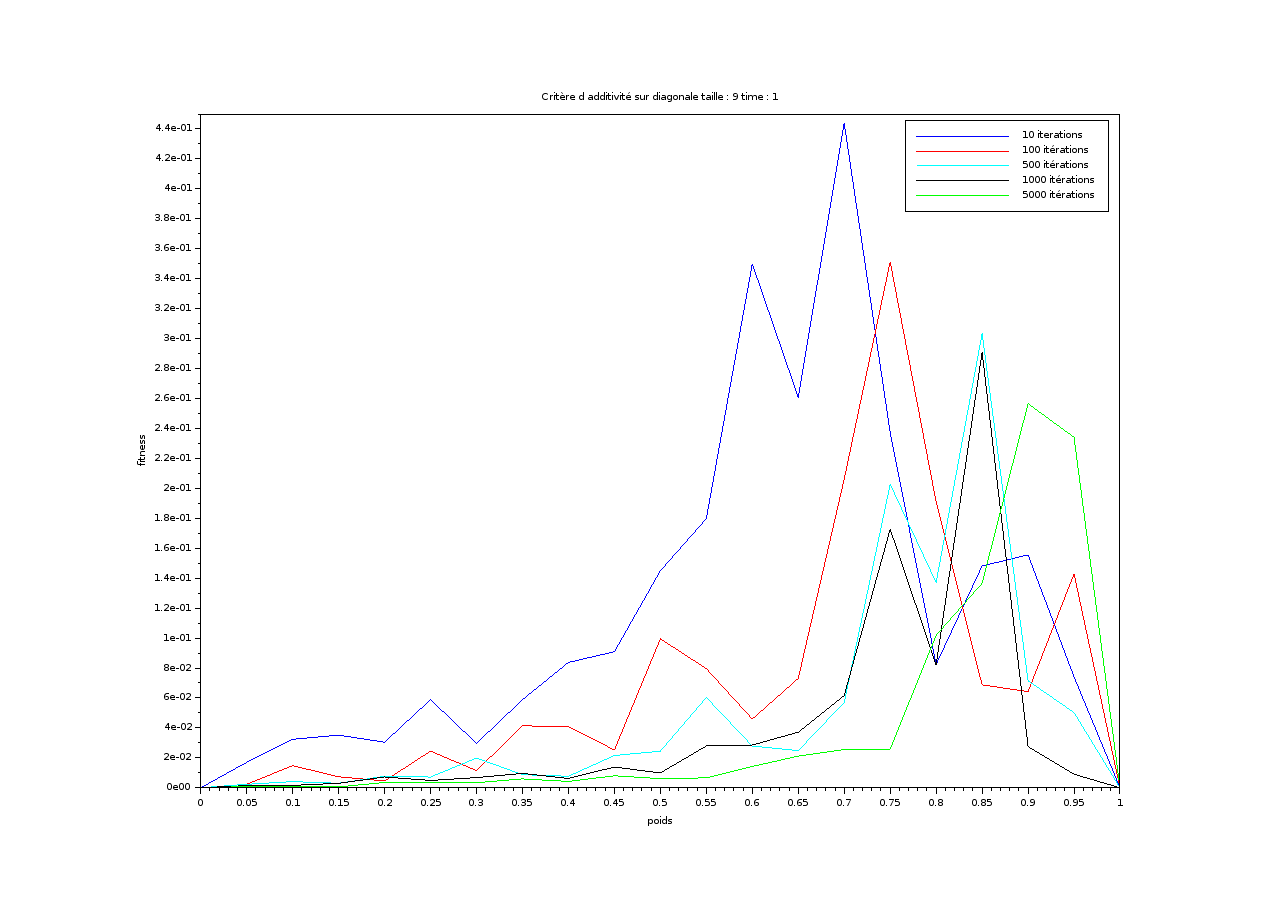 Critère d additivité sur diagonale taille : 9 time : 1
10 iterations
100 itérations
500 itérations
1000 itérations
5000 itérations
4.4e-01
4.2e-01
4e-01
3.8e-01
3.6e-01
3.4e-01
3.2e-01
3e-01
2.8e-01
2.6e-01
2.4e-01
2.2e-01
2e-01
1.8e-01
1.6e-01
1.4e-01
1.2e-01
1e-01
8e-02
6e-02
4e-02
2e-02
0e00
fitness
0 0.05 0.1 0.15 0.2 0.25 0.3 0.35 0.4 0.45 0.5 0.55 0.6 0.65 0.7 0.75 0.8 0.85 0.9 0.95 1
poids